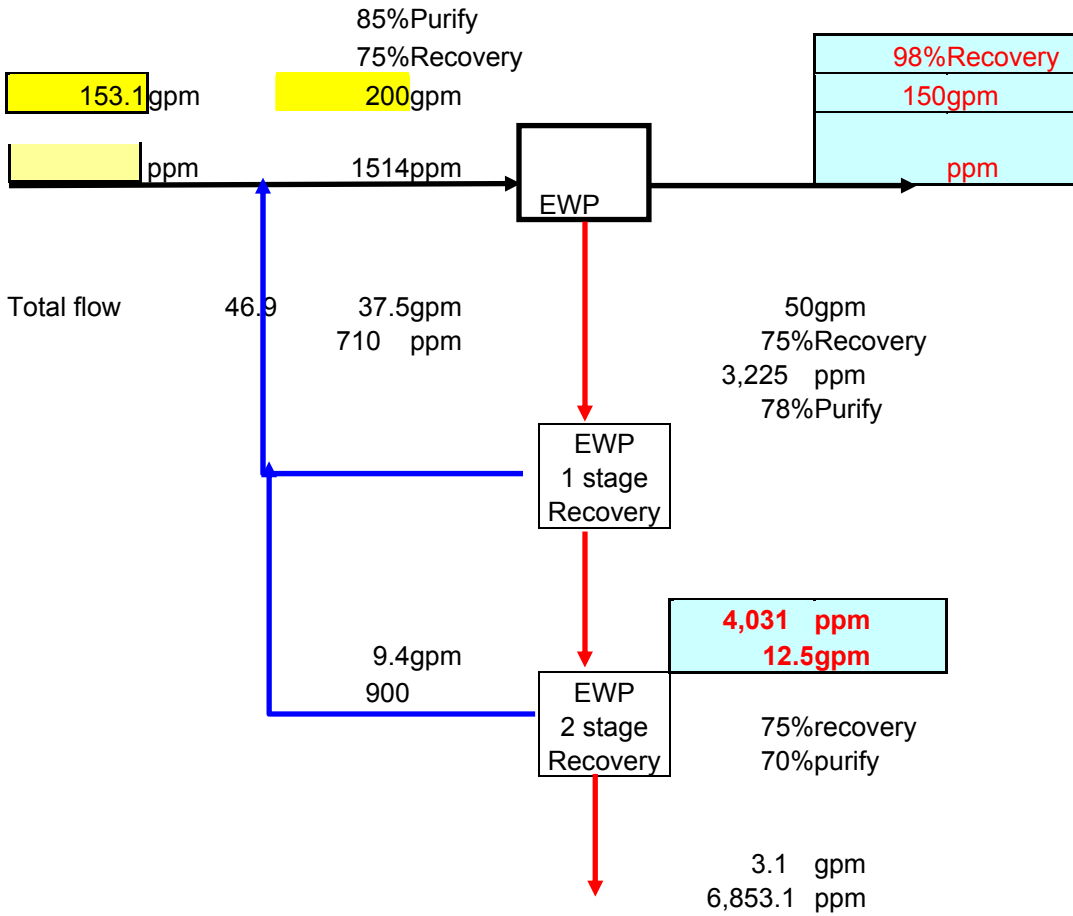 85%Purify
75%Recovery
98%Recovery
153.1gpm
200gpm
150gpm
ppm
1514ppm
ppm
EWP
Total flow
46.9
37.5gpm
50gpm
710 ppm
75%Recovery
3,225 ppm
78%Purify
EWP
1 stage
Recovery
4,031 ppm
12.5gpm
9.4gpm
900
EWP
2 stage
Recovery
75%recovery
70%purify
3.1 gpm
6,853.1 ppm